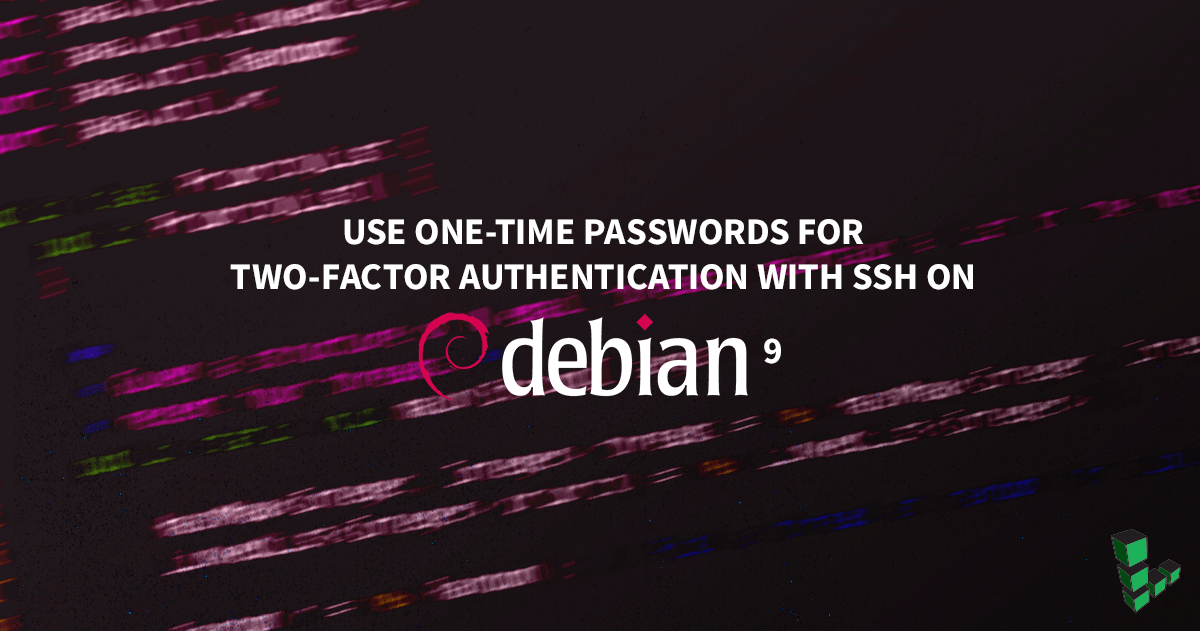 USE ONE-TIME PASSWORDS FOR
TWO-FACTOR AUTHENTICATION WITH SSH ON
debian 9